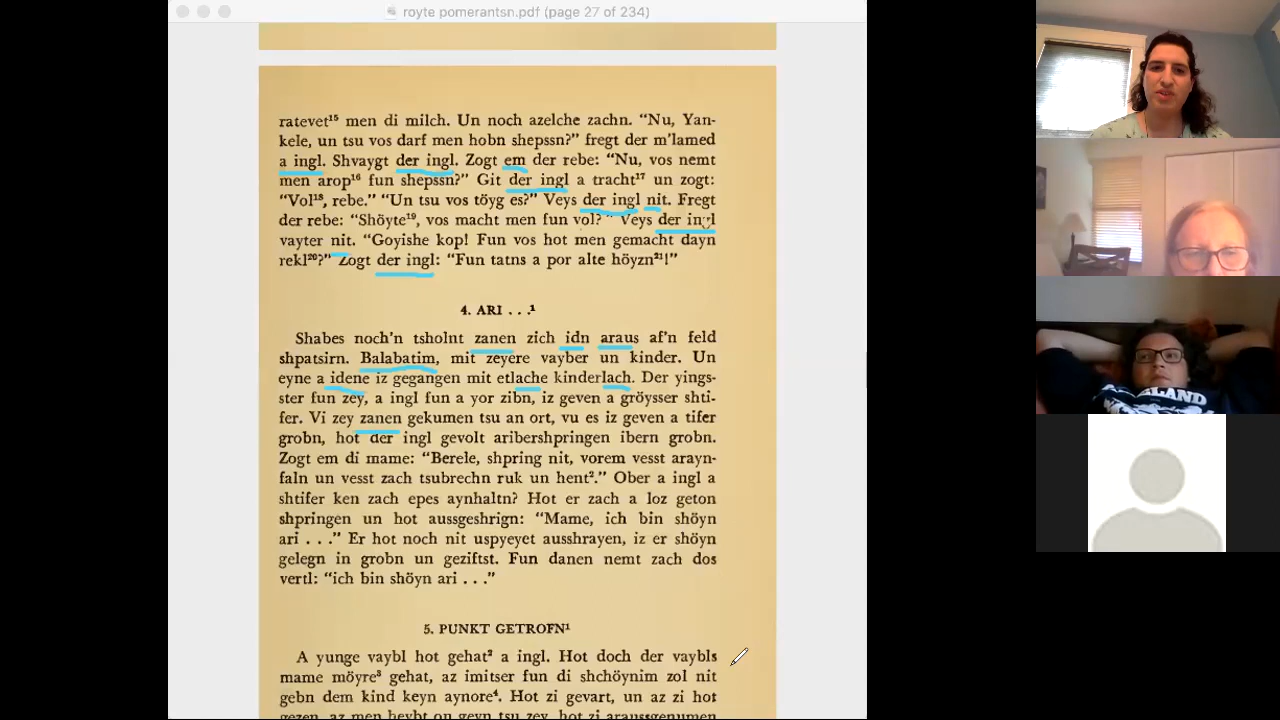 royte pomerantsn.pdf (page 27 of 234)
ratevet¹⁵ men di milch. Un noch azelche zachn. “Nu, Yan-
kele, un tsu vos darf men hobn shepssn?” fregt der m’lamed
a ingl. Shvaygt der ingl. Zogt em der rebe: “Nu, vos nemt
men arop¹⁶ fun shepssn?” Git der ingl a tracht¹⁷ un zogt:
“Vol¹⁸, rebe.” “Un tsu vos töyg es?” Veys der ingl nit. Fregt
der rebe: “Shöyte¹⁹, vos macht men fun vol?” Veys der ingl
vayter nit. “Goyishe kop! Fun vos hot men gemacht dayn
rekl²⁰?” Zogt der ingl: “Fun tatns a por alte höyzn²¹!”
4. ARI . . .¹
Shabes noch’n tsholnt zanen zich idn araus af’n feld
shpatsirn. Balabatim, mit zeyere vayber un kinder. Un
eyne a idene iz gegangen mit etlache kinderlach. Der yings-
ster fun zey, a ingl fun a yor zibn, iz geven a gröysser shti-
fer. Vi zey zanen gekumen tsu an ort, vu es iz geven a tifer
grobn, hot der ingl gevolt aribershpringen ibern grobn.
Zogt em di mame: “Berele, shpring nit, vorem vesst arayn-
faln un vesst zach tsubrechn ruk un hent².” Ober a ingl a
shtifer ken zach epes aynhaltn? Hot er zach a loz geton
shpringen un hot aussgeshrign: “Mame, ich bin shöyn
ari . . .” Er hot noch nit uspyeyet ausshrayen, iz er shöyn
gelegn in grobn un geziftst. Fun danen nemt zach dos
vertl: “ich bin shöyn ari . . .”
5. PUNKT GETROFN¹
A yunge vaybl hot gehat² a ingl. Hot doch der vaybls
mame möyre³ gehat, az imitser fun di shchöynim zol nit
gebn dem kind keyn aynore⁴. Hot zi gevart, un az zi hot
gezen, az men heybt on geyn tsu zey, hot zi araussgenumen